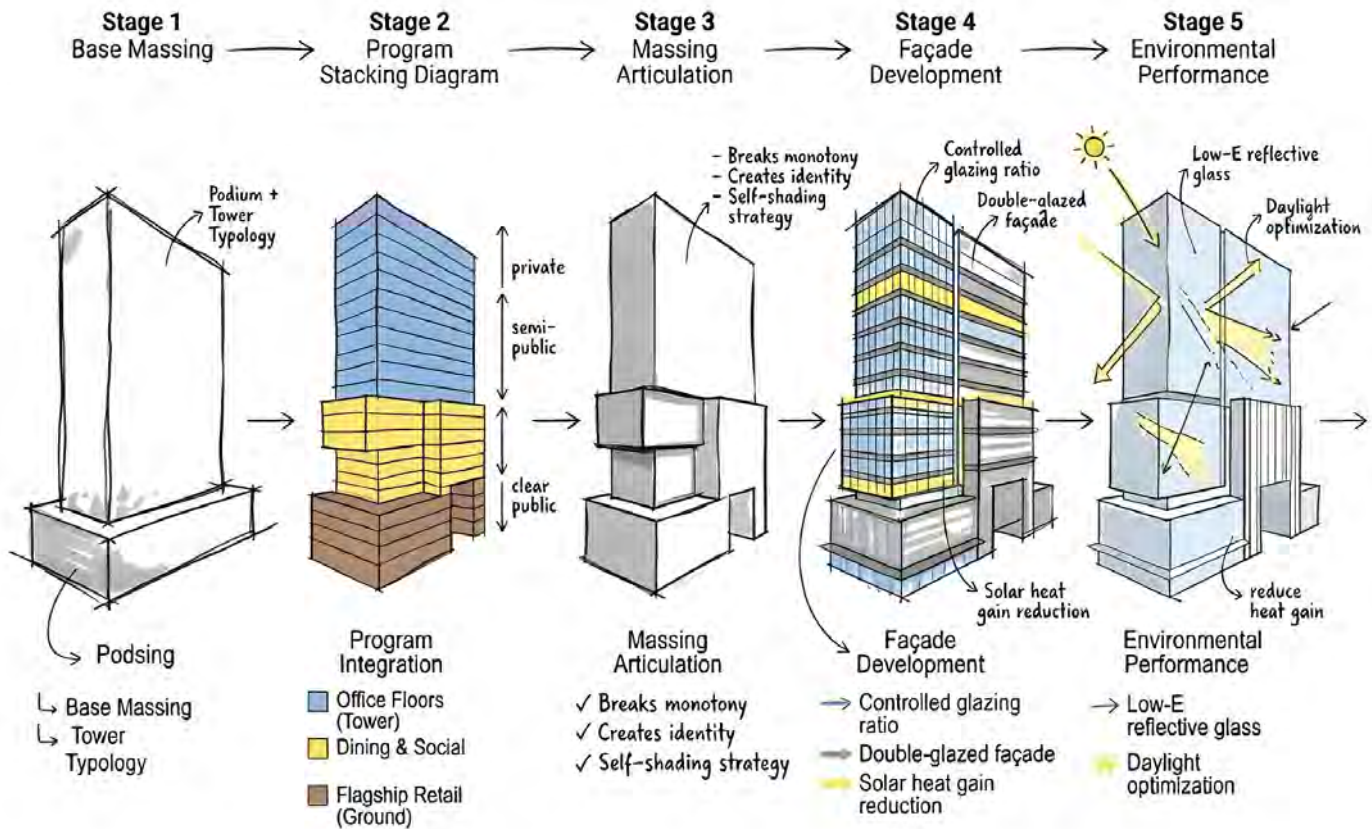 Stage 1
Base Massing
Stage 2
Program
Stacking Diagram
Stage 3
Massing
Articulation
Stage 4
Façade
Development
Stage 5
Environmental
Performance
Podium +
Tower
Typology
private
semi-
public
clear
public
- Breaks monotony
- Creates identity
- Self-shading
strategy
Controlled
glazing ratio
Double-alazed
façade
Solar heat
gain reduction
Low-E reflective
glass
Daylight
optimization
reduce
heat gain
Podsing
Base Massing
Tower
Typology
Program
Integration
Office Floors
(Tower)
Dining & Social
Flagship Retail
(Ground)
Massing
Articulation
✓ Breaks monotony
✓ Creates identity
✓ Self-shading strategy
Façade
Development
Controlled glazing
ratio
Double-glazed façade
Solar heat gain
reduction
Environmental
Performance
Low-E
reflective glass
Daylight
optimization